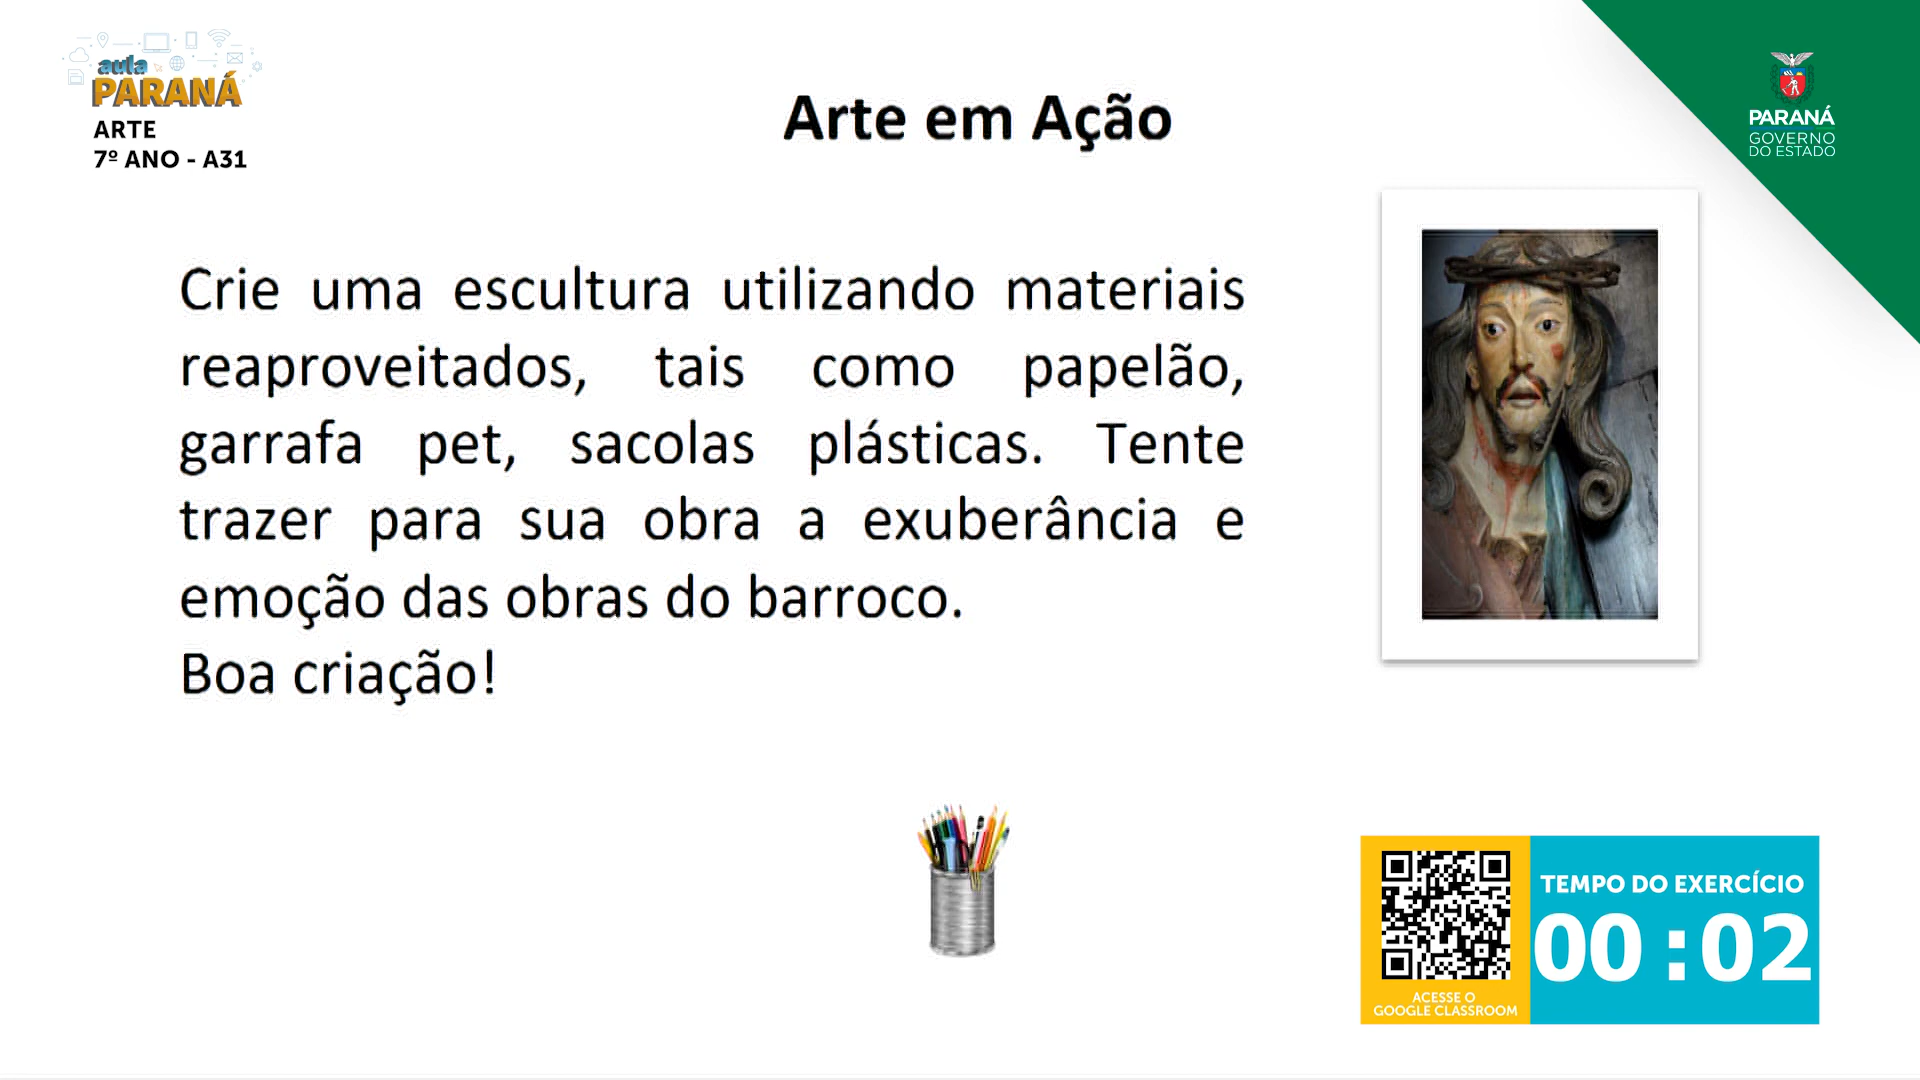 aula
PARANÁ
ARTE
7º ANO - A31
Arte em Ação
PARANÁ
GOVERNO
DO ESTADO
Crie uma escultura utilizando materiais
reaproveitados, tais como papelão,
garrafa pet, sacolas plásticas. Tente
trazer para sua obra a exuberância e
emoção das obras do barroco.
Boa criação!
TEMPO DO EXERCÍCIO
00:02
ACESSE O
GOOGLE CLASSROOM